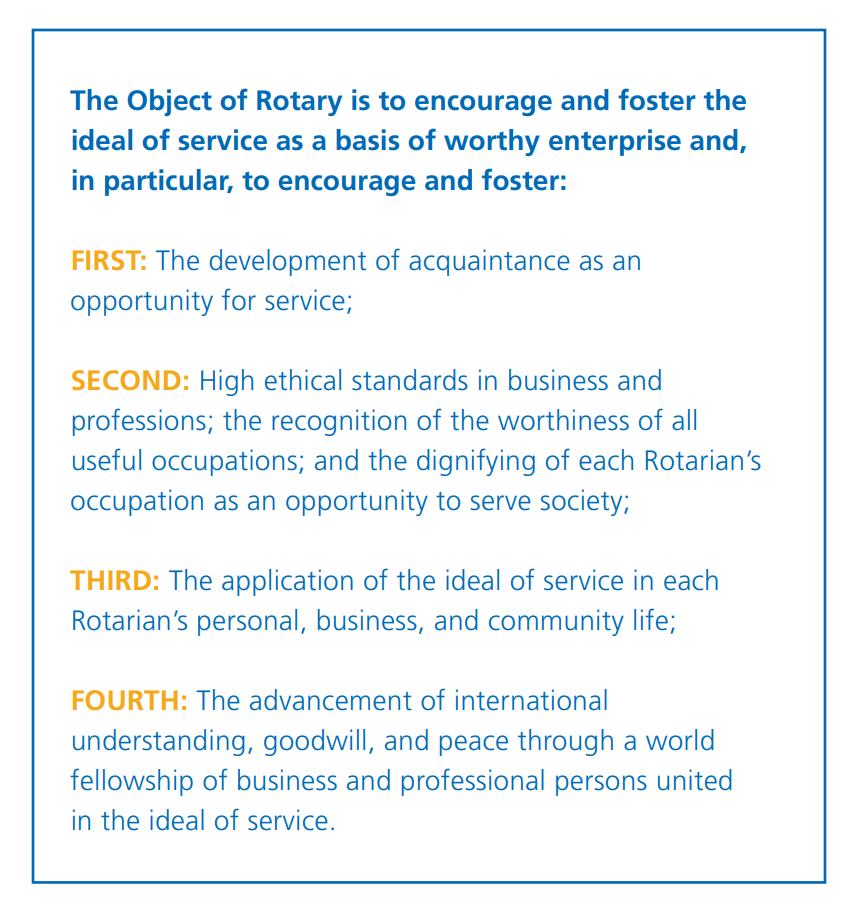 The Object of Rotary is to encourage and foster the
ideal of service as a basis of worthy enterprise and,
in particular, to encourage and foster:
FIRST: The development of acquaintance as an
opportunity for service;
SECOND: High ethical standards in business and
professions; the recognition of the worthiness of all
useful occupations; and the dignifying of each Rotarian’s
occupation as an opportunity to serve society;
THIRD: The application of the ideal of service in each
Rotarian’s personal, business, and community life;
FOURTH: The advancement of international
understanding, goodwill, and peace through a world
fellowship of business and professional persons united
in the ideal of service.